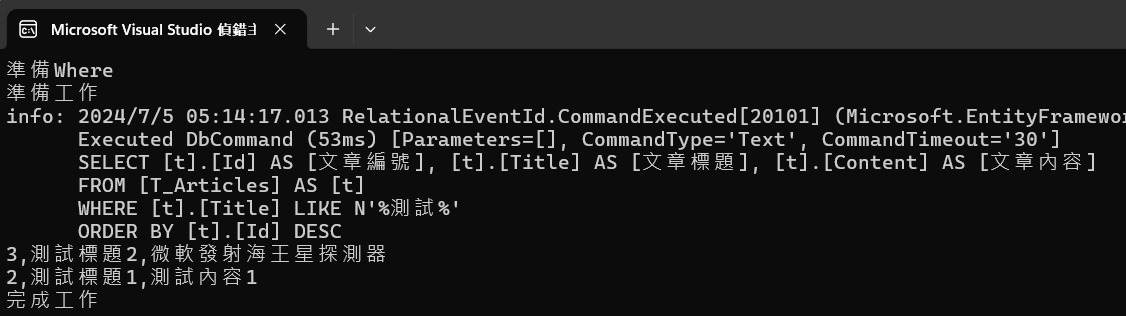 Microsoft Visual Studio 偵錯主
準備Where
準備工作
info: 2024/7/5 05:14:17.013 RelationalEventId.CommandExecuted[20101] (Microsoft.EntityFramewor
Executed DbCommand (53ms) [Parameters=[], CommandType='Text', CommandTimeout='30']
SELECT [t].[Id] AS [文章編號], [t].[Title] AS [文章標題], [t].[Content] AS [文章內容]
FROM [T_Articles] AS [t]
WHERE [t].[Title] LIKE N'%測試%'
ORDER BY [t].[Id] DESC
3,測試標題2,微軟發射海王星探測器
2,測試標題1,測試內容1
完成工作